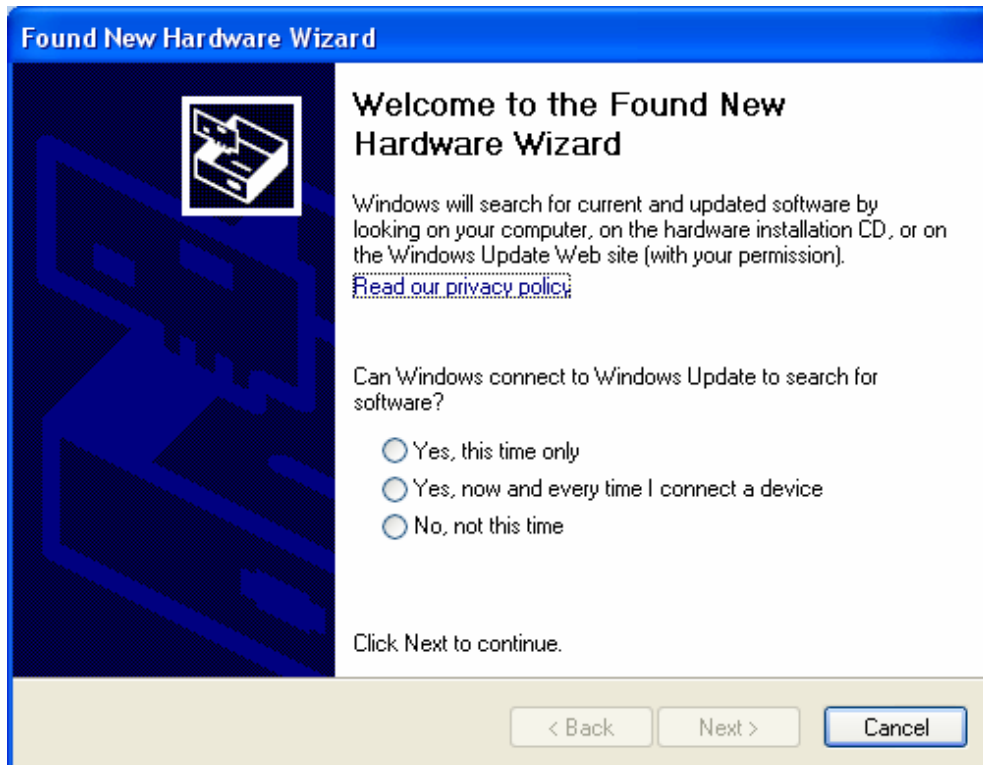 Found New Hardware Wizard
Welcome to the Found New
Hardware Wizard
Windows will search for current and updated software by
looking on your computer, on the hardware installation CD, or on
the Windows Update Web site (with your permission).
Read our privacy policy
Can Windows connect to Windows Update to search for
software?
Yes, this time only
Yes, now and every time I connect a device
No, not this time
Click Next to continue.
< Back
Next >
Cancel